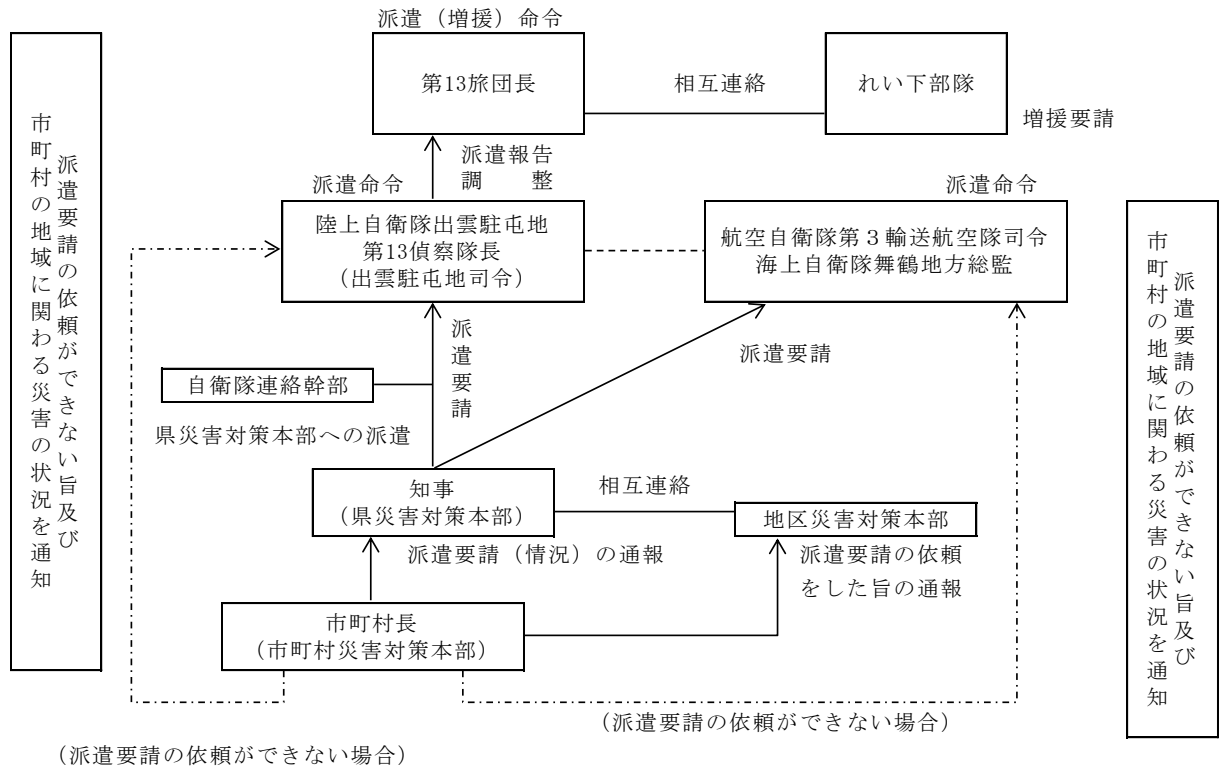 派遣（増援）命令
第13旅団長
相互連絡
れい下部隊
増援要請
派遣要請の依頼ができない旨及び
市町村の地域に関わる災害の状況を通知
派遣報告
調　　整
派遣命令
派遣命令
陸上自衛隊出雲駐屯地
第13偵察隊長
（出雲駐屯地司令）
航空自衛隊第３輸送航空隊司令
海上自衛隊舞鶴地方総監
派遣要請の依頼ができない旨及び
市町村の地域に関わる災害の状況を通知
派遣要請
派遣要請
自衛隊連絡幹部
県災害対策本部への派遣
知事
（県災害対策本部）
相互連絡
地区災害対策本部
派遣要請（情況）の通報
派遣要請の依頼
をした旨の通報
市町村長
（市町村災害対策本部）
（派遣要請の依頼ができない場合）
（派遣要請の依頼ができない場合）